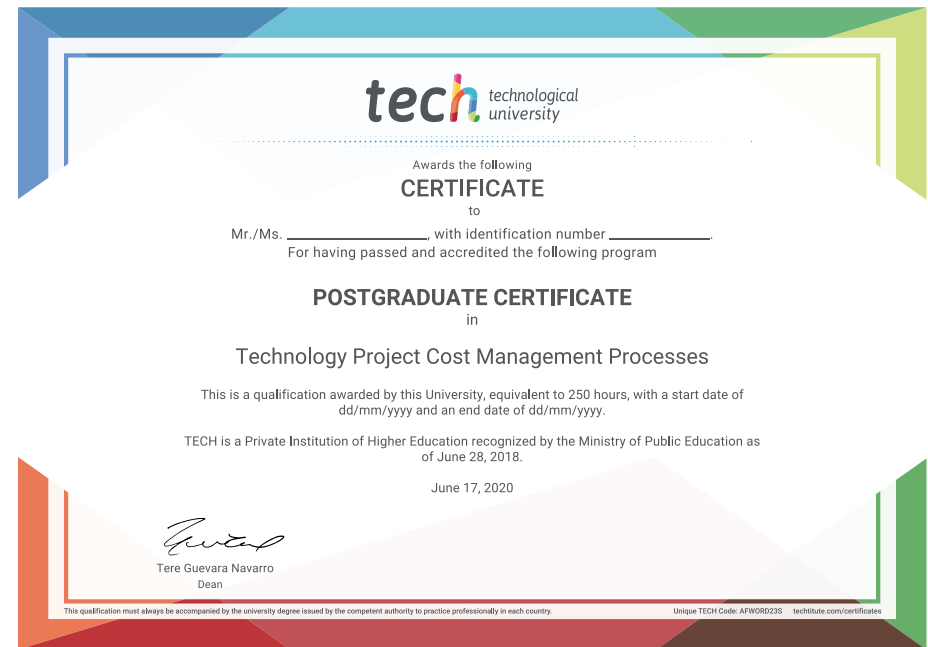 tech technological
university
Awards the following
CERTIFICATE
to
Mr./Ms. ____________________, with identification number ______________.
For having passed and accredited the following program
POSTGRADUATE CERTIFICATE
in
Technology Project Cost Management Processes
This is a qualification awarded by this University, equivalent to 250 hours, with a start date of
dd/mm/yyyy and an end date of dd/mm/yyyy.
TECH is a Private Institution of Higher Education recognized by the Ministry of Public Education as
of June 28, 2018.
June 17, 2020
Tere Guevara Navarro
Dean
This qualification must always be accompanied by the university degree issued by the competent authority to practice professionally in each country.
Unique TECH Code: AFWORD23S techtitute.com/certificates